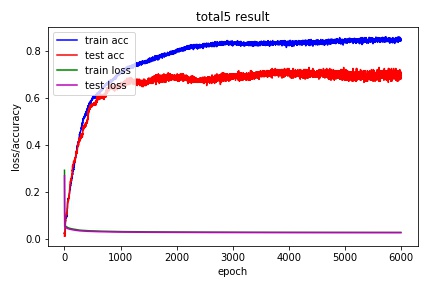 total5 result
train acc
test acc
train loss
test loss
loss/accuracy
0.8
0.6
0.4
0.2
0.0
0
1000
2000
3000
4000
5000
6000
epoch